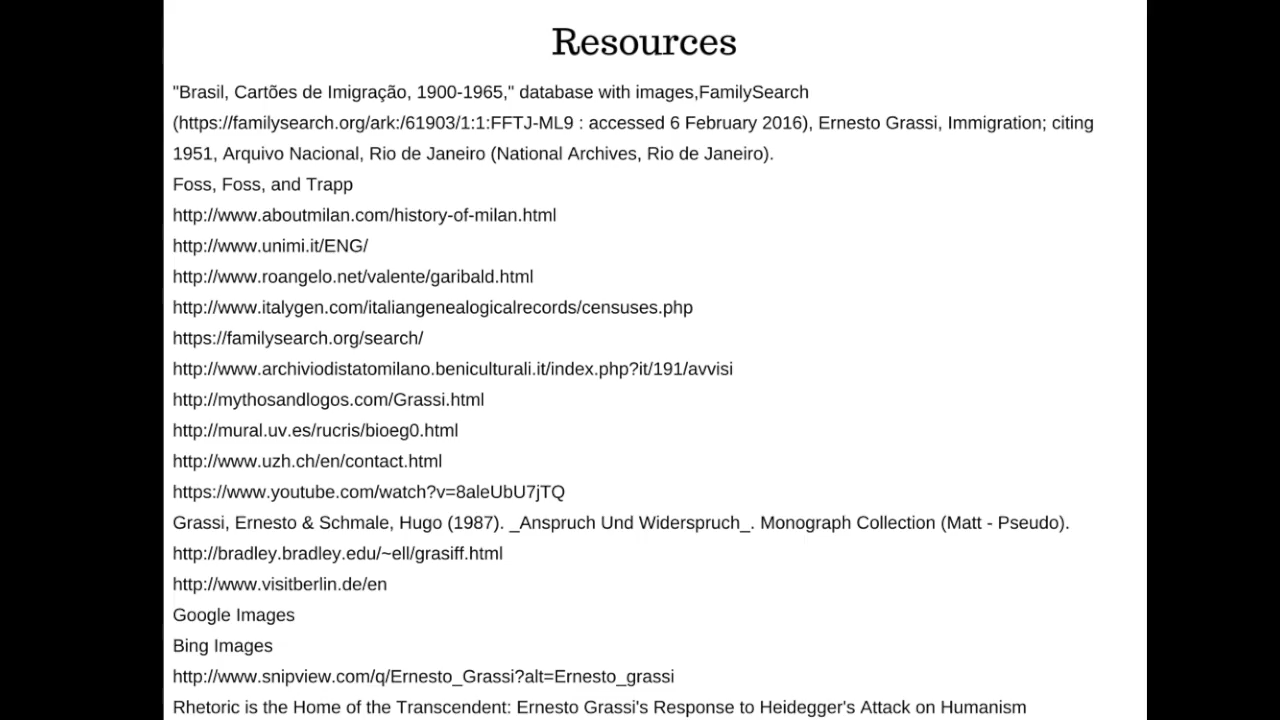 Resources
"Brasil, Cartões de Imigração, 1900-1965," database with images,FamilySearch
(https://familysearch.org/ark:/61903/1:1:FFTJ-ML9 : accessed 6 February 2016), Ernesto Grassi, Immigration; citing
1951, Arquivo Nacional, Rio de Janeiro (National Archives, Rio de Janeiro).
Foss, Foss, and Trapp
http://www.aboutmilan.com/history-of-milan.html
http://www.unimi.it/ENG/
http://www.roangelo.net/valente/garibald.html
http://www.italygen.com/italiangenealogicalrecords/censuses.php
https://familysearch.org/search/
http://www.archiviodistatomilano.beniculturali.it/index.php?it/191/avvisi
http://mythosandlogos.com/Grassi.html
http://mural.uv.es/rucris/bioeg0.html
http://www.uzh.ch/en/contact.html
https://www.youtube.com/watch?v=8aleUbU7jTQ
Grassi, Ernesto & Schmale, Hugo (1987). _Anspruch Und Widerspruch_. Monograph Collection (Matt - Pseudo).
http://bradley.bradley.edu/~ell/grasiff.html
http://www.visitberlin.de/en
Google Images
Bing Images
http://www.snipview.com/q/Ernesto_Grassi?alt=Ernesto_grassi
Rhetoric is the Home of the Transcendent: Ernesto Grassi's Response to Heidegger's Attack on Humanism